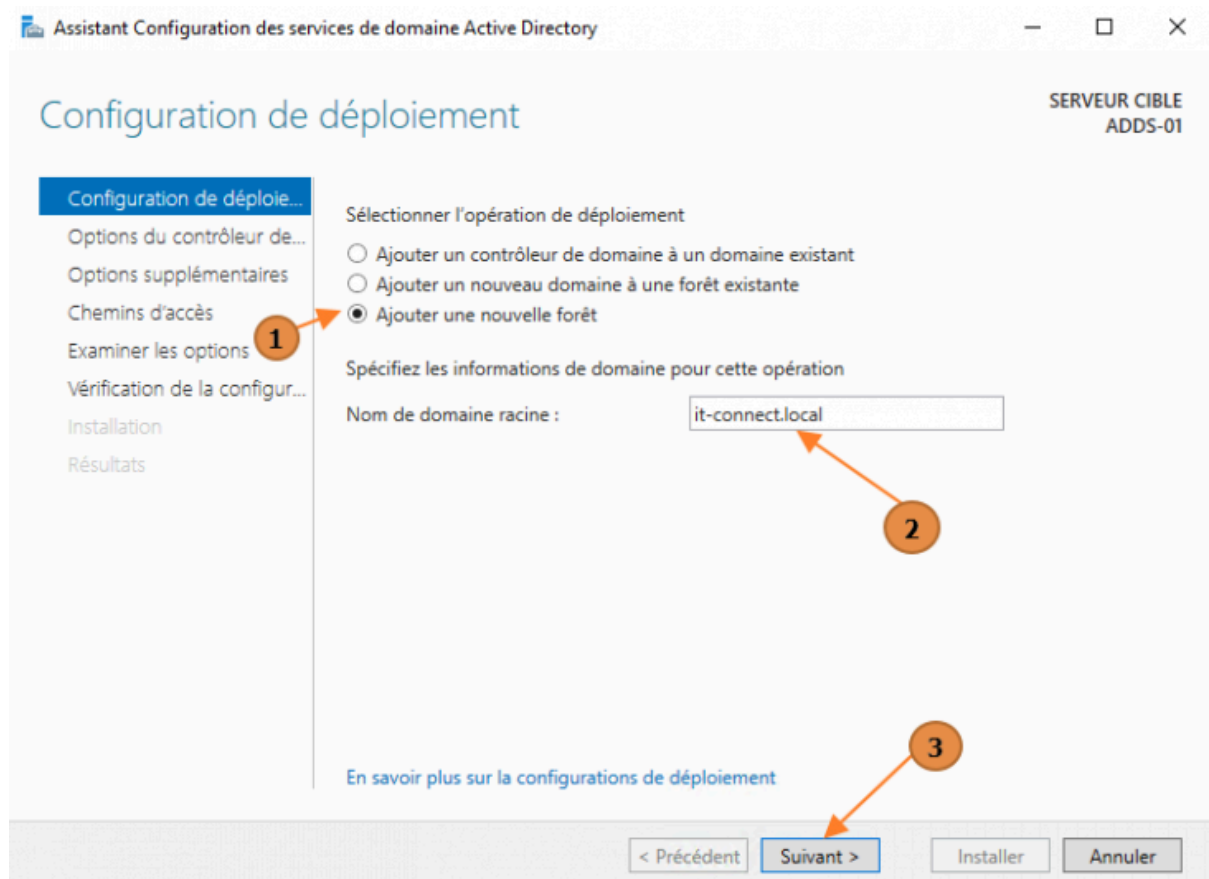 Assistant Configuration des services de domaine Active Directory
Configuration de déploiement
SERVEUR CIBLE
ADDS-01
Configuration de déploie...
Options du contrôleur de...
Options supplémentaires
Chemins d'accès
Examiner les options
Vérification de la configur...
Installation
Résultats
Sélectionner l'opération de déploiement
Ajouter un contrôleur de domaine à un domaine existant
Ajouter un nouveau domaine à une forêt existante
1
Ajouter une nouvelle forêt
Spécifiez les informations de domaine pour cette opération
Nom de domaine racine : it-connect.local
2
3
En savoir plus sur la configurations de déploiement
< Précédent Suivant > Installer Annuler